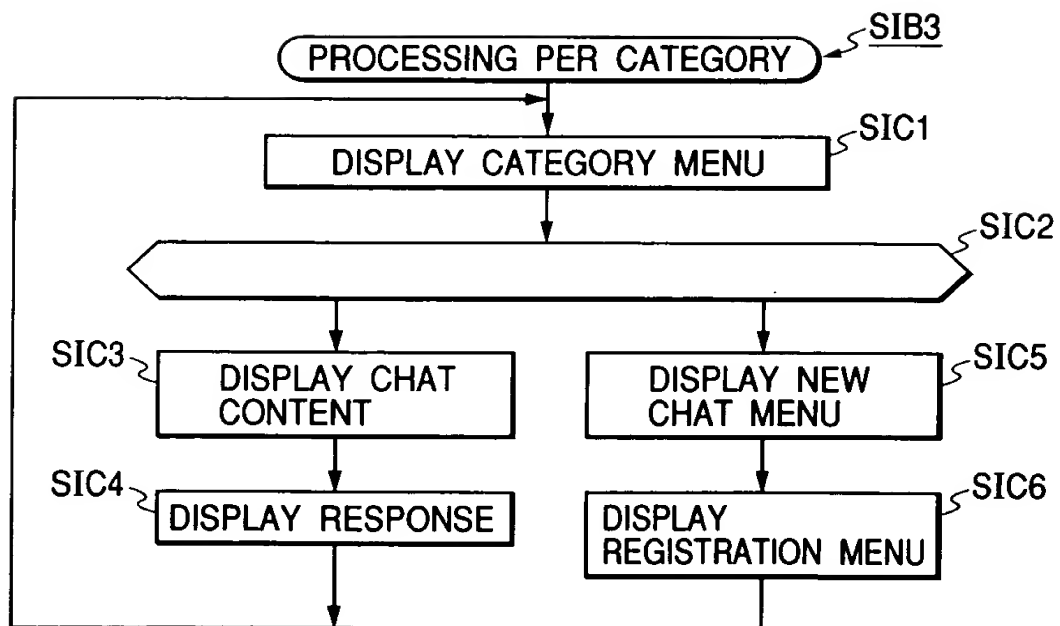 SIB3
PROCESSING PER CATEGORY
SIC1
DISPLAY CATEGORY MENU
SIC2
SIC3
DISPLAY CHAT
CONTENT
SIC5
DISPLAY NEW
CHAT MENU
SIC4
DISPLAY RESPONSE
SIC6
DISPLAY
REGISTRATION MENU